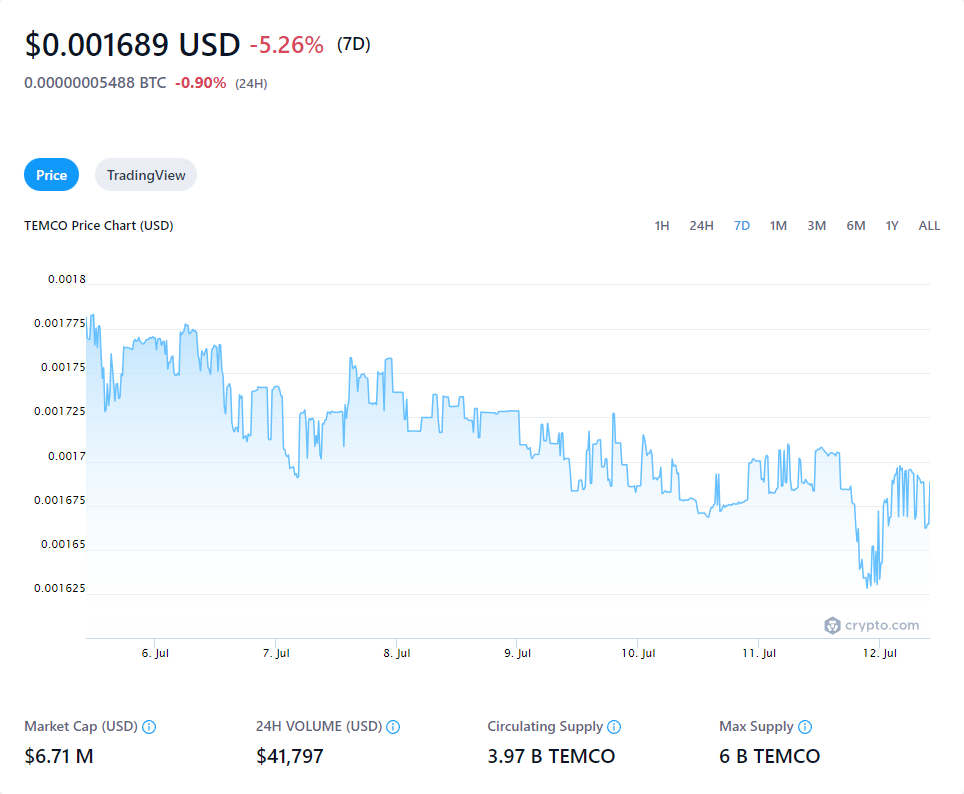 $0.001689 USD -5.26% (7D)
0.00000005488 BTC -0.90% (24H)
Price TradingView
TEMCO Price Chart (USD) 1H 24H 7D 1M 3M 6M 1Y ALL
0.0018
0.001775
0.00175
0.001725
0.0017
0.001675
0.00165
0.001625
crypto.com
6. Jul 7. Jul 8. Jul 9. Jul 10. Jul 11. Jul 12. Jul
Market Cap (USD) 24H VOLUME (USD) Circulating Supply Max Supply
$6.71 M $41,797 3.97 B TEMCO 6 B TEMCO